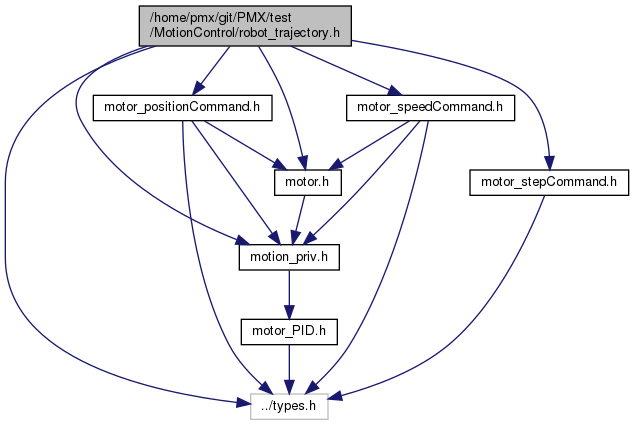 /home/pmx/git/PMX/test
/MotionControl/robot_trajectory.h
motor_positionCommand.h
motor_speedCommand.h
motor.h
motor_stepCommand.h
motion_priv.h
motor_PID.h
../types.h